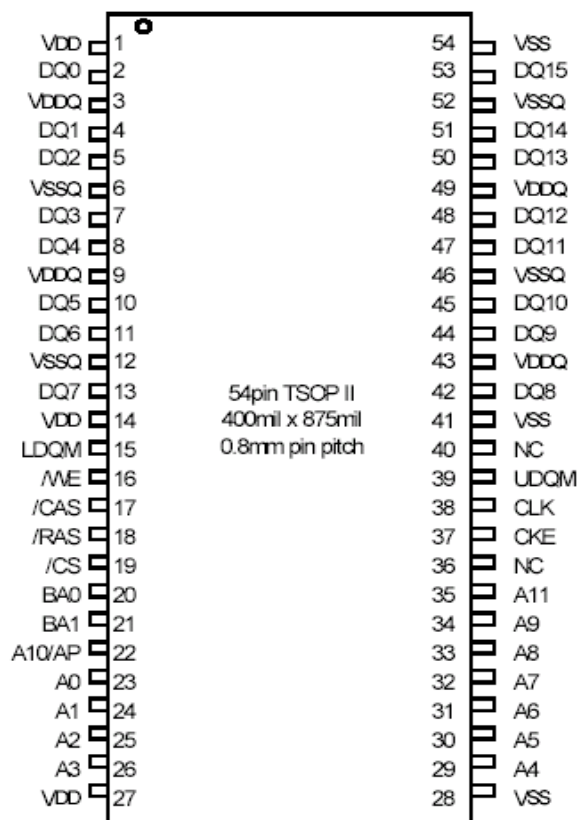 VDD 1 54 VSS
DQ0 2 53 DQ15
VDDQ 3 52 VSSQ
DQ1 4 51 DQ14
DQ2 5 50 DQ13
VSSQ 6 49 VDDQ
DQ3 7 48 DQ12
DQ4 8 47 DQ11
VDDQ 9 46 VSSQ
DQ5 10 45 DQ10
DQ6 11 44 DQ9
VSSQ 12 43 VDDQ
DQ7 13 54pin TSOP II 42 DQ8
VDD 14 400mil x 875mil 41 VSS
LDQM 15 0.8mm pin pitch 40 NC
/WE 16 39 UDQM
/CAS 17 38 CLK
/RAS 18 37 CKE
/CS 19 36 NC
BA0 20 35 A11
BA1 21 34 A9
A10/AP 22 33 A8
A0 23 32 A7
A1 24 31 A6
A2 25 30 A5
A3 26 29 A4
VDD 27 28 VSS